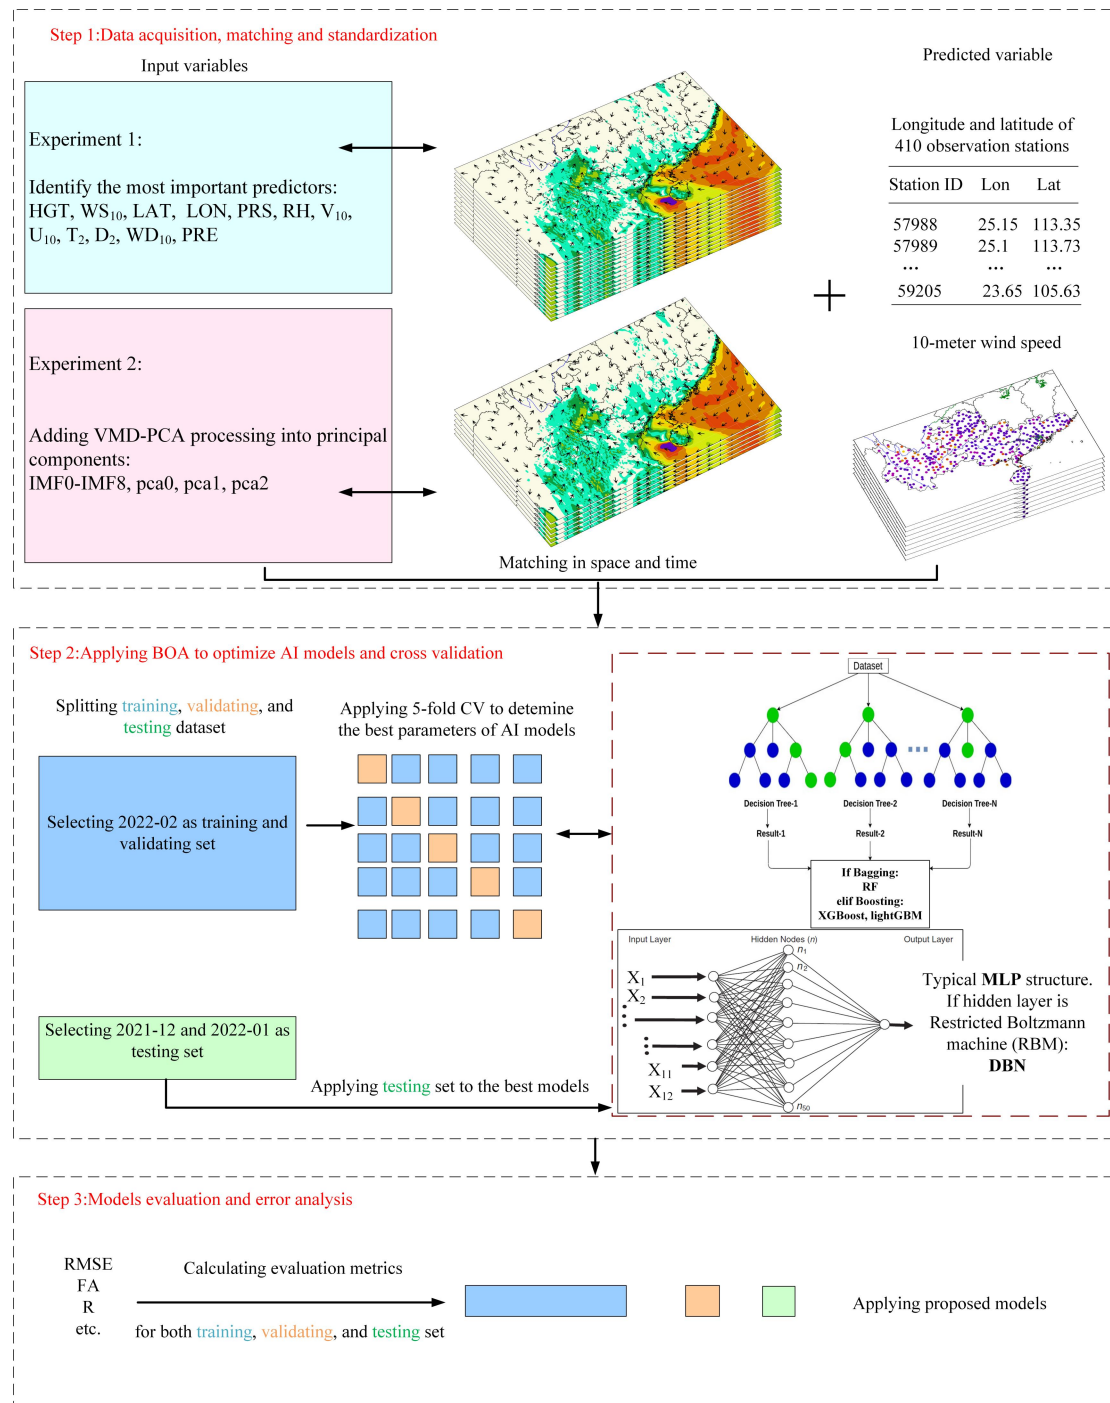 Step 1:Data acquisition, matching and standardization
Input variables
Experiment 1:
Identify the most important predictors:
HGT, WS10, LAT, LON, PRS, RH, V10,
U10, T2, D2, WD10, PRE
Experiment 2:
Adding VMD-PCA processing into principal
components:
IMF0-IMF8, pca0, pca1, pca2
Predicted variable
Longitude and latitude of
410 observation stations
Station ID Lon Lat
57988 25.15 113.35
57989 25.1 113.73
... ... ...
59205 23.65 105.63
10-meter wind speed
Matching in space and time
Step 2:Applying BOA to optimize AI models and cross validation
Splitting training, validating, and
testing dataset
Selecting 2022-02 as training and
validating set
Applying 5-fold CV to detemine
the best parameters of AI models
Selecting 2021-12 and 2022-01 as
testing set
Applying testing set to the best models
Dataset
Decision Tree-1 Decision Tree-2 Decision Tree-N
Result-1 Result-2 Result-N
If Bagging:
RF
elif Boosting:
XGBoost, lightGBM
Input Layer Hidden Nodes (n) Output Layer
n1
n2
X1
X2
X11
X12
n50
Typical MLP structure.
If hidden layer is
Restricted Boltzmann
machine (RBM):
DBN
Step 3:Models evaluation and error analysis
RMSE
FA
R
etc.
Calculating evaluation metrics
for both training, validating, and testing set
Applying proposed models